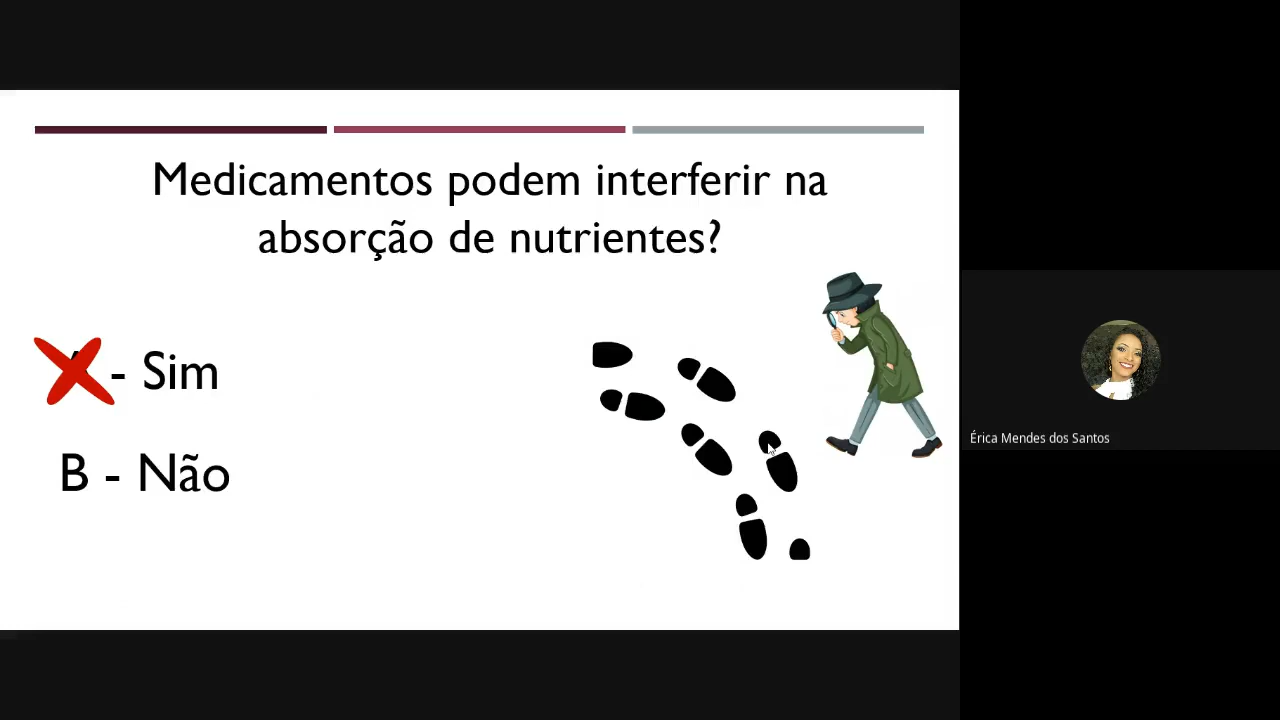 Medicamentos podem interferir na
absorção de nutrientes?
A - Sim
B - Não
Érica Mendes dos Santos